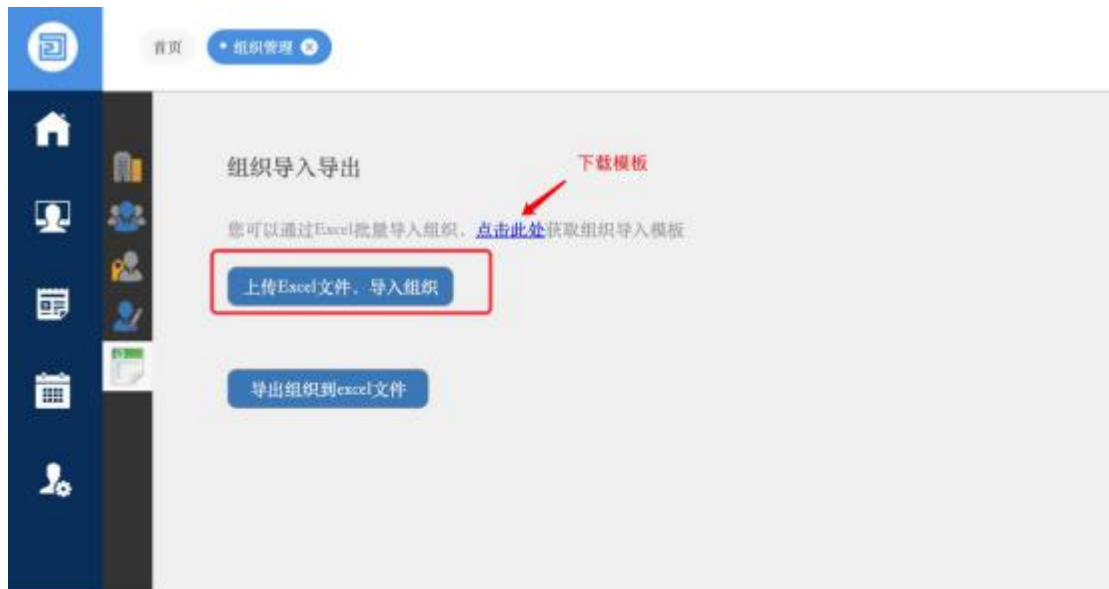 首页 • 组织管理
下载模板
组织导入导出
您可以通过Excel批量导入组织，点击此处获取组织导入模板
上传Excel文件，导入组织
导出组织到excel文件